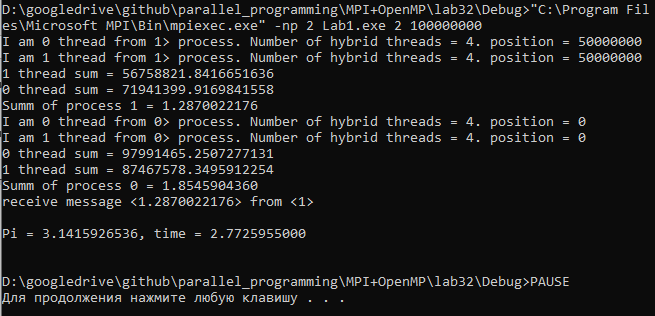 D:\googledrive\github\parallel_programming\MPI+OpenMP\lab32\Debug>"C:\Program Fil
es\Microsoft MPI\Bin\mpiexec.exe" -np 2 Lab1.exe 2 100000000
I am 0 thread from 1> process. Number of hybrid threads = 4. position = 50000000
I am 1 thread from 1> process. Number of hybrid threads = 4. position = 50000000
1 thread sum = 56758821.8416651636
0 thread sum = 71941399.9169841558
Summ of process 1 = 1.2870022176
I am 0 thread from 0> process. Number of hybrid threads = 4. position = 0
I am 1 thread from 0> process. Number of hybrid threads = 4. position = 0
0 thread sum = 97991465.2507277131
1 thread sum = 87467578.3495912254
Summ of process 0 = 1.8545904360
receive message <1.2870022176> from <1>
Pi = 3.1415926536, time = 2.7725955000
D:\googledrive\github\parallel_programming\MPI+OpenMP\lab32\Debug>PAUSE
Для продолжения нажмите любую клавишу . . .